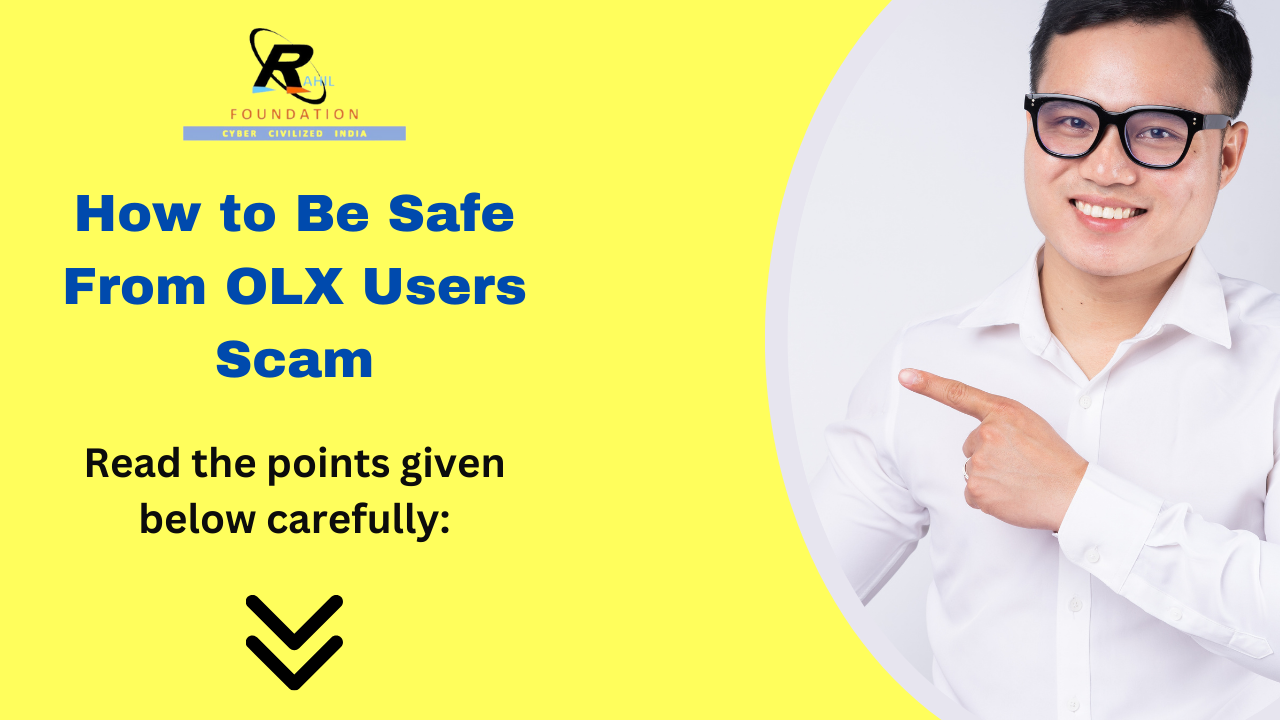 RAHIL
FOUNDATION
CYBER CIVILIZED INDIA
How to Be Safe
From OLX Users
Scam
Read the points given
below carefully: